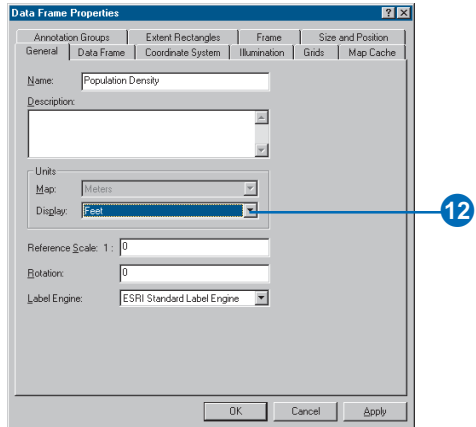 Data Frame Properties
Annotation Groups Extent Rectangles Frame Size and Position
General Data Frame Coordinate System Illumination Grids Map Cache
Name: Population Density
Description:
Units
Map: Meters
Display: Feet
12
Reference Scale: 1 : 0
Rotation: 0
Label Engine: ESRI Standard Label Engine
OK Cancel Apply